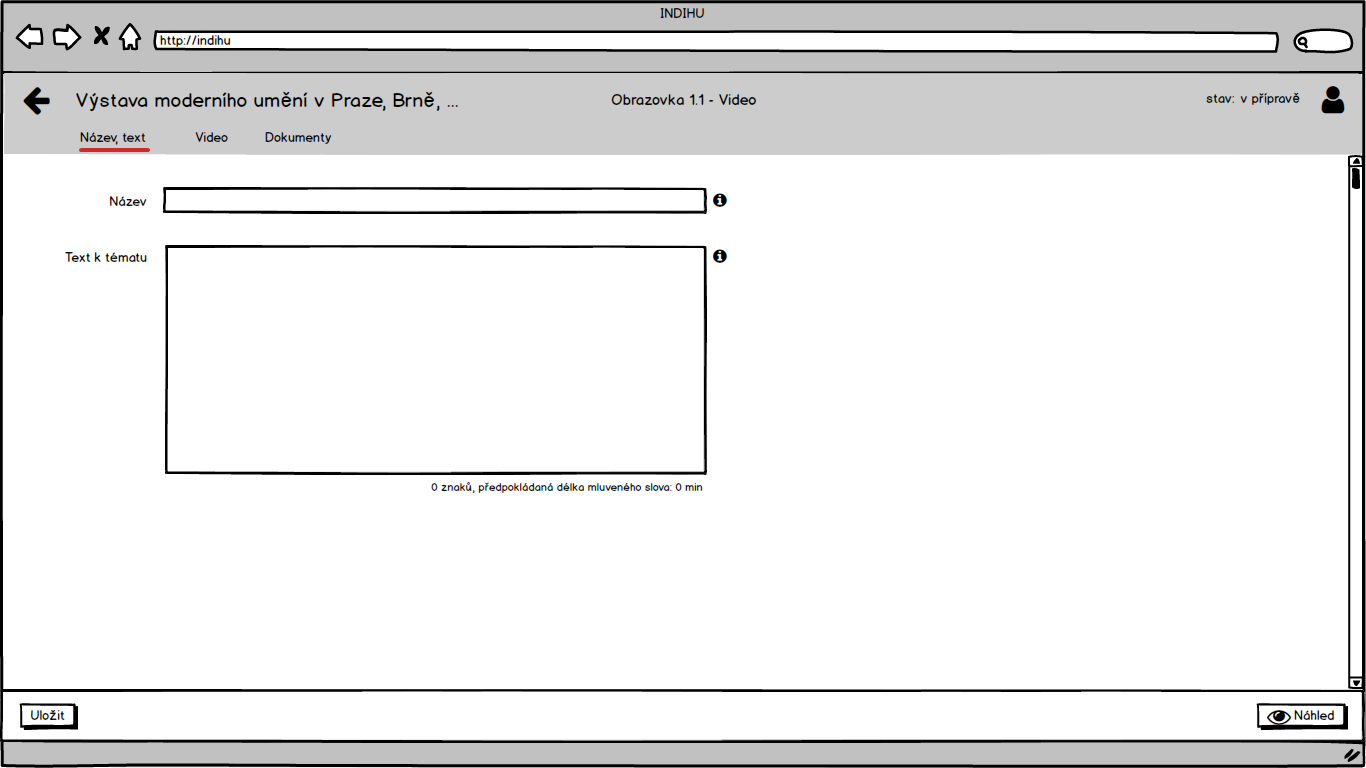 INDIHU
http://indihu
Výstava moderního umění v Praze, Brně, ...
Obrazovka 1.1 - Video
stav: v přípravě
Název, text
Video
Dokumenty
Název
Text k tématu
0 znaků, předpokládaná délka mluveného slova: 0 min
Uložit
Náhled